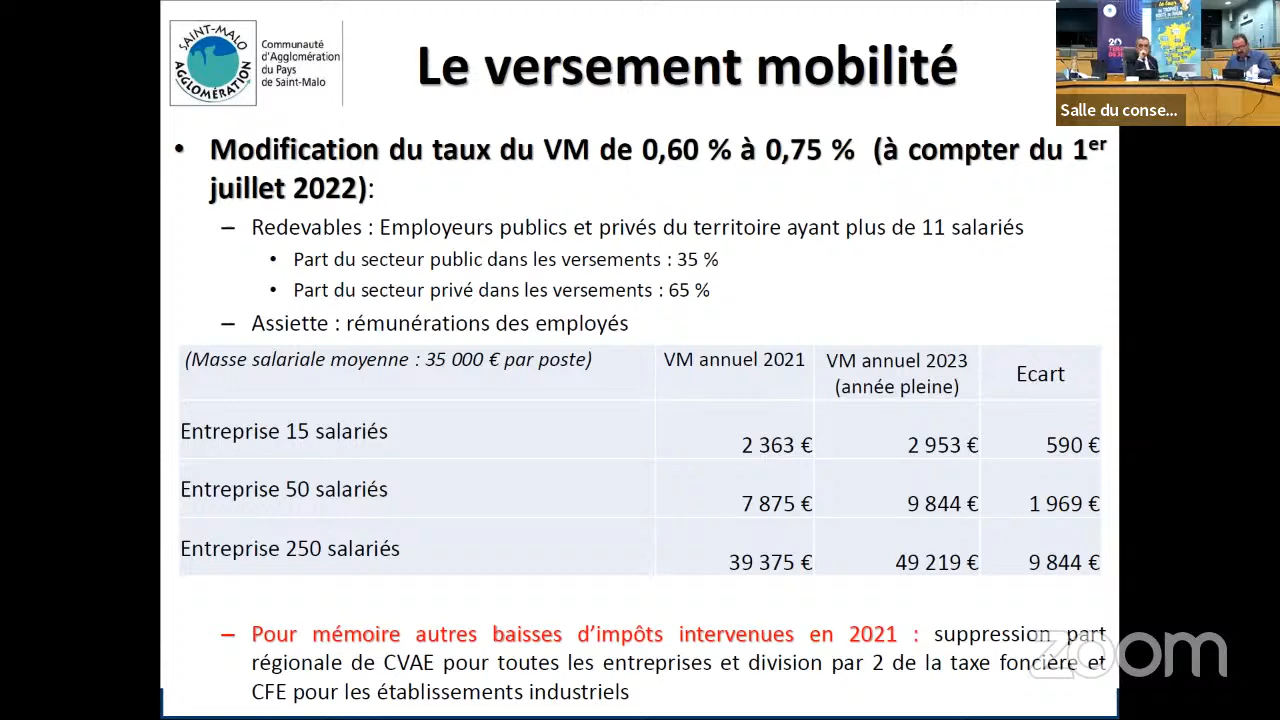 SAINT-MALO
AGGLOMÉRATION
Communauté
d'Agglomération
du Pays
de Saint-Malo
Le versement mobilité
Salle du conse...
• Modification du taux du VM de 0,60 % à 0,75 % (à compter du 1er
juillet 2022):
– Redevables : Employeurs publics et privés du territoire ayant plus de 11 salariés
• Part du secteur public dans les versements : 35 %
• Part du secteur privé dans les versements : 65 %
– Assiette : rémunérations des employés
(Masse salariale moyenne : 35 000 € par poste) VM annuel 2021 VM annuel 2023 Ecart
(année pleine)
Entreprise 15 salariés 2 363 € 2 953 € 590 €
Entreprise 50 salariés 7 875 € 9 844 € 1 969 €
Entreprise 250 salariés 39 375 € 49 219 € 9 844 €
– Pour mémoire autres baisses d’impôts intervenues en 2021 : suppression part
régionale de CVAE pour toutes les entreprises et division par 2 de la taxe foncière et
CFE pour les établissements industriels
zoom